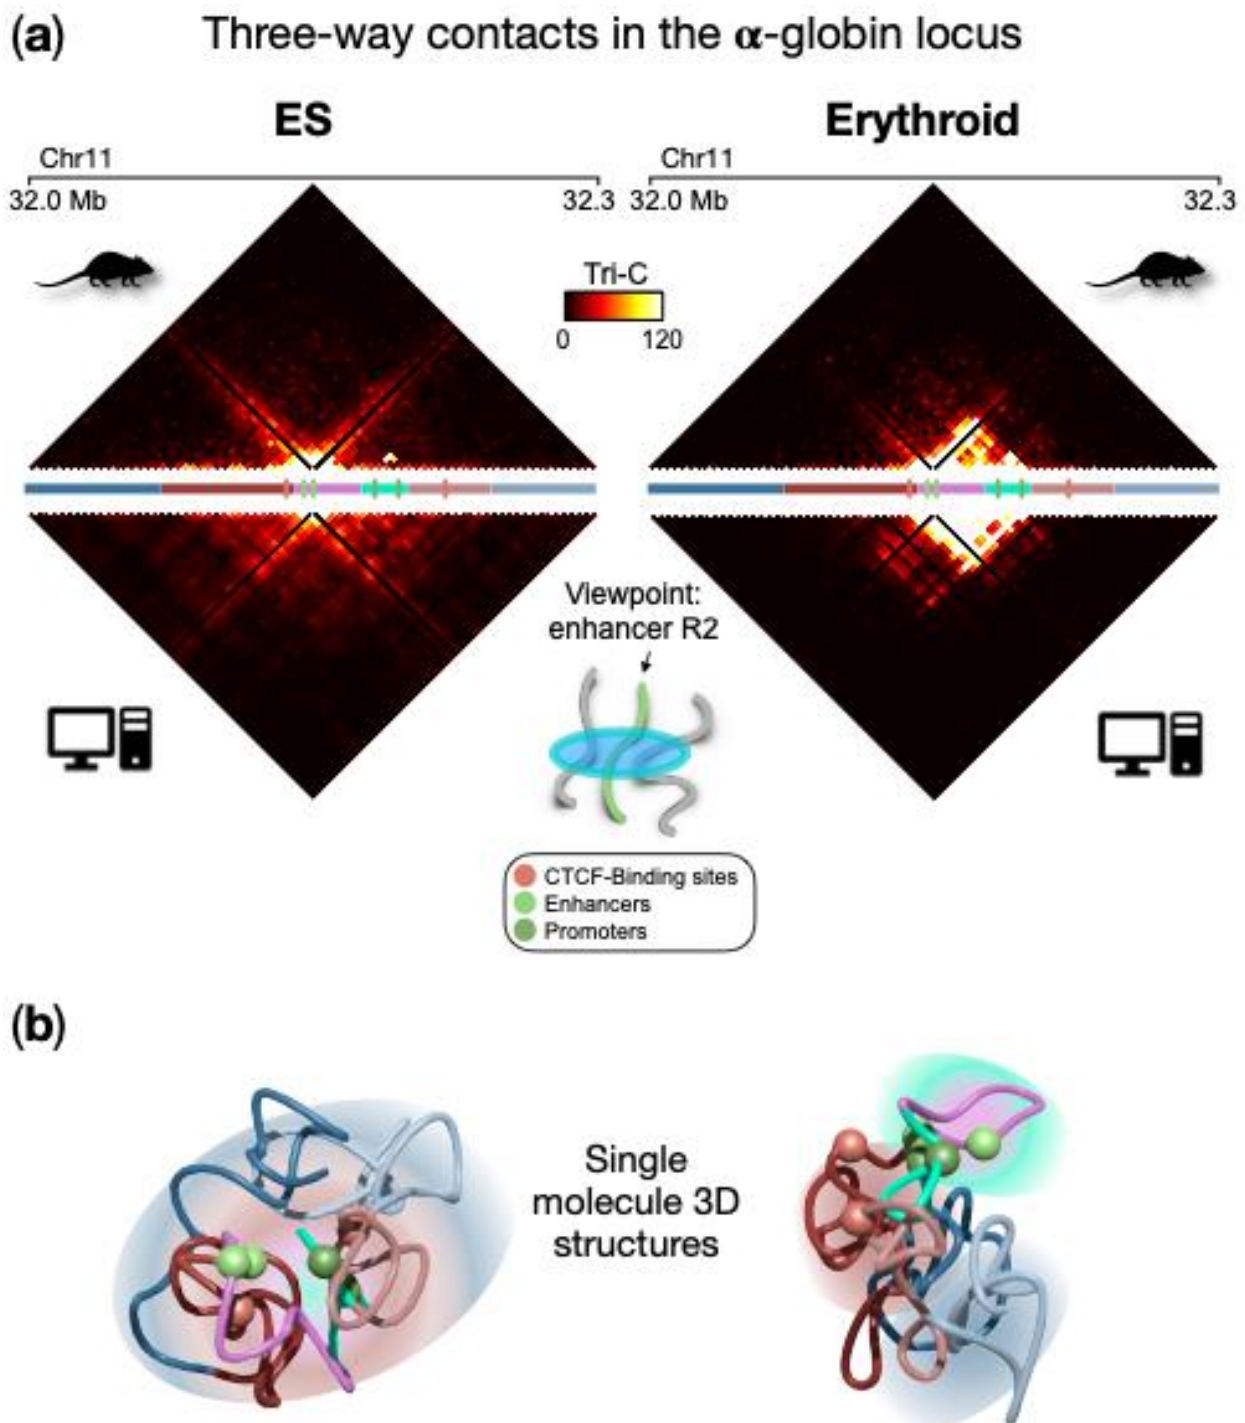 (a) Three-way contacts in the α-globin locus
ES Erythroid
Chr11 Chr11
32.0 Mb 32.3 32.0 Mb 32.3
Tri-C
0 120
Viewpoint:
enhancer R2
CTCF-Binding sites
Enhancers
Promoters
(b)
Single
molecule 3D
structures